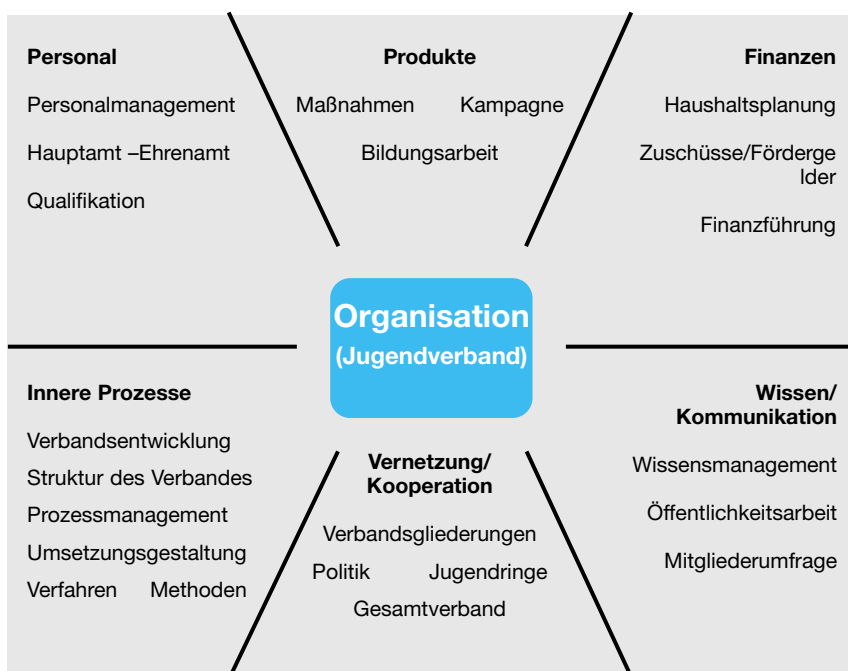 Personal
Personalmanagement
Hauptamt –Ehrenamt
Qualifikation
Produkte
Maßnahmen Kampagne
Bildungsarbeit
Finanzen
Haushaltsplanung
Zuschüsse/Förderge
lder
Finanzführung
Organisation
(Jugendverband)
Innere Prozesse
Verbandsentwicklung
Struktur des Verbandes
Prozessmanagement
Umsetzungsgestaltung
Verfahren Methoden
Vernetzung/
Kooperation
Verbandsgliederungen
Politik Jugendringe
Gesamtverband
Wissen/
Kommunikation
Wissensmanagement
Öffentlichkeitsarbeit
Mitgliederumfrage